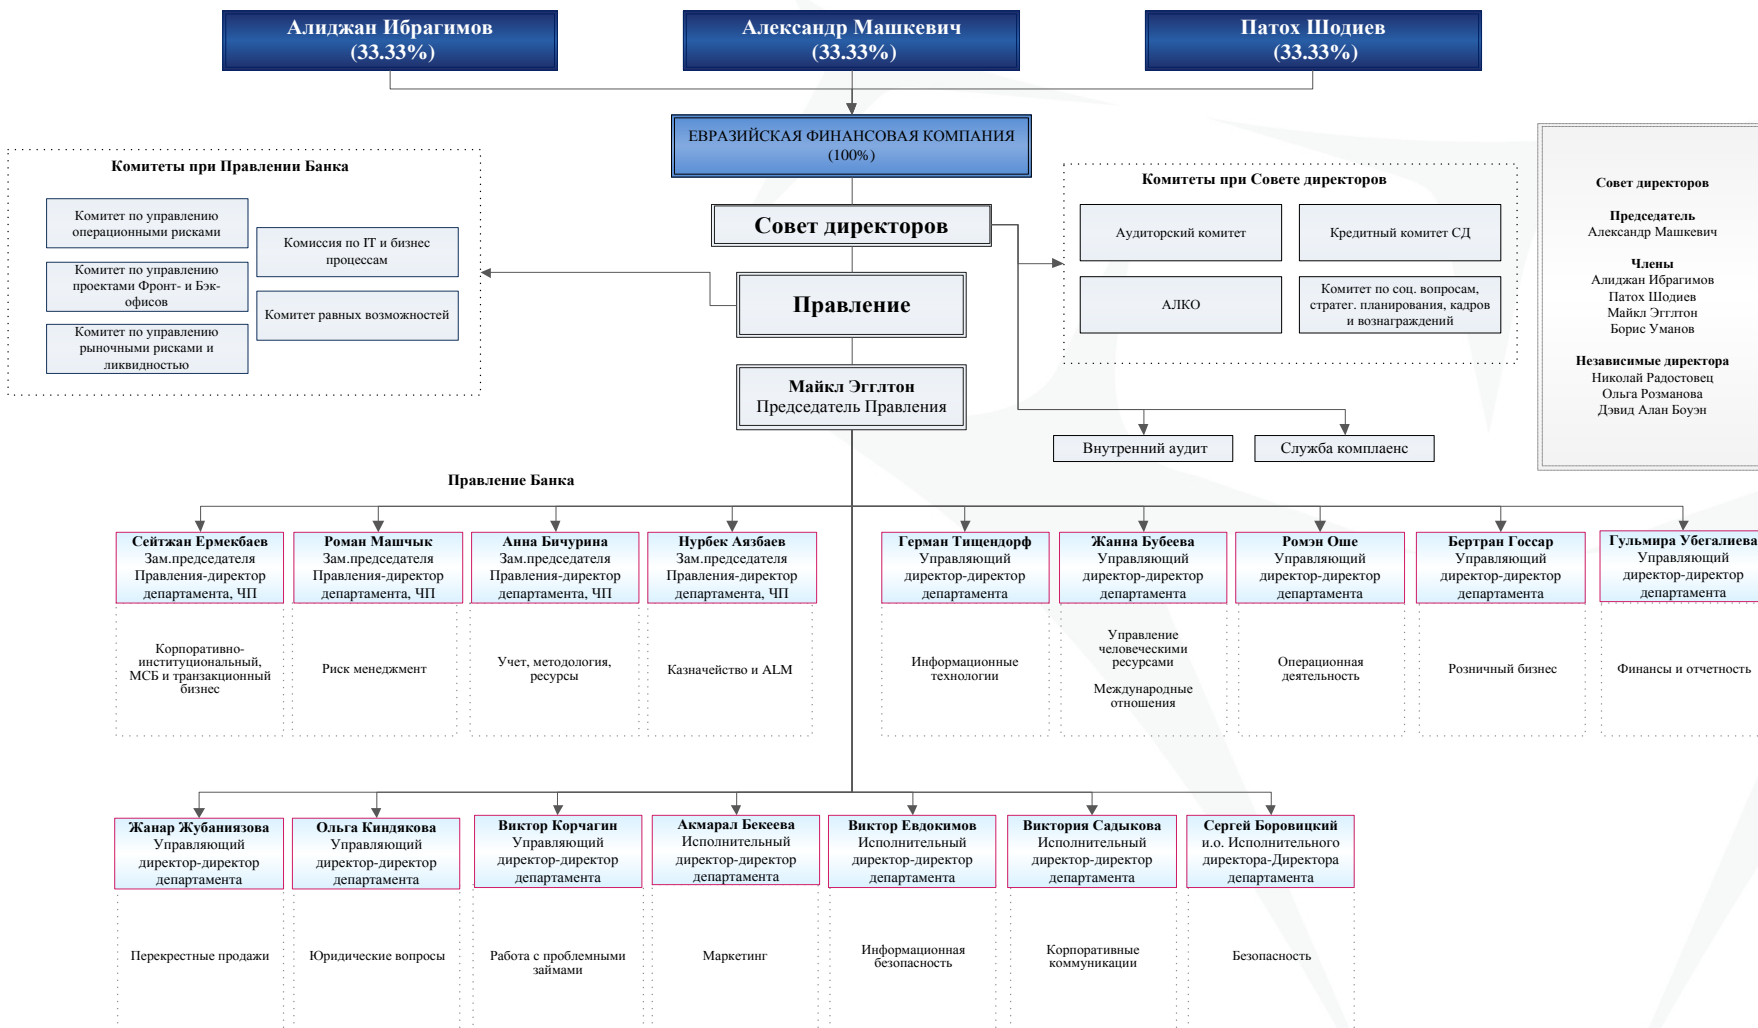 Алиджан Ибрагимов
(33.33%)
Александр Машкевич
(33.33%)
Патох Шодиев
(33.33%)
ЕВРАЗИЙСКАЯ ФИНАНСОВАЯ КОМПАНИЯ
(100%)
Комитеты при Правлении Банка
Комитет по управлению
операционными рисками
Комитет по управлению
проектами Фронт- и Бэк-
офисов
Комитет по управлению
рыночными рисками и
ликвидностью
Комиссия по IT и бизнес
процессам
Комитет равных возможностей
Совет директоров
Правление
Майкл Эгглтон
Председатель Правления
Комитеты при Совете директоров
Аудиторский комитет
Кредитный комитет СД
АЛКО
Комитет по соц. вопросам,
стратег. планирования, кадров
и вознаграждений
Внутренний аудит
Служба комплаенс
Совет директоров
Председатель
Александр Машкевич
Члены
Алиджан Ибрагимов
Патох Шодиев
Майкл Эгглтон
Борис Уманов
Независимые директора
Николай Радостовец
Ольга Розманова
Дэвид Алан Боуэн
Правление Банка
Сейтжан Ермекбаев
Зам.председателя
Правления-директор
департамента, ЧП
Корпоративно-
институциональный,
МСБ и транзакционный
бизнес
Роман Машчык
Зам.председателя
Правления-директор
департамента, ЧП
Риск менеджмент
Анна Бичурина
Зам.председателя
Правления-директор
департамента, ЧП
Учет, методология,
ресурсы
Нурбек Аязбаев
Зам.председателя
Правления-директор
департамента, ЧП
Казначейство и ALM
Герман Тищендорф
Управляющий
директор-директор
департамента
Информационные
технологии
Жанна Бубеева
Управляющий
директор-директор
департамента
Управление
человеческими
ресурсами
Международные
отношения
Ромэн Оше
Управляющий
директор-директор
департамента
Операционная
деятельность
Бертран Госсар
Управляющий
директор-директор
департамента
Розничный бизнес
Гульмира Убегалиева
Управляющий
директор-директор
департамента
Финансы и отчетность
Жанар Жубаниязова
Управляющий
директор-директор
департамента
Перекрестные продажи
Ольга Киндякова
Управляющий
директор-директор
департамента
Юридические вопросы
Виктор Корчагин
Управляющий
директор-директор
департамента
Работа с проблемными
займами
Акмарал Бекеева
Исполнительный
директор-директор
департамента
Маркетинг
Виктор Евдокимов
Исполнительный
директор-директор
департамента
Информационная
безопасность
Виктория Садыкова
Исполнительный
директор-директор
департамента
Корпоративные
коммуникации
Сергей Боровицкий
и.о. Исполнительного
директора-Директора
департамента
Безопасность